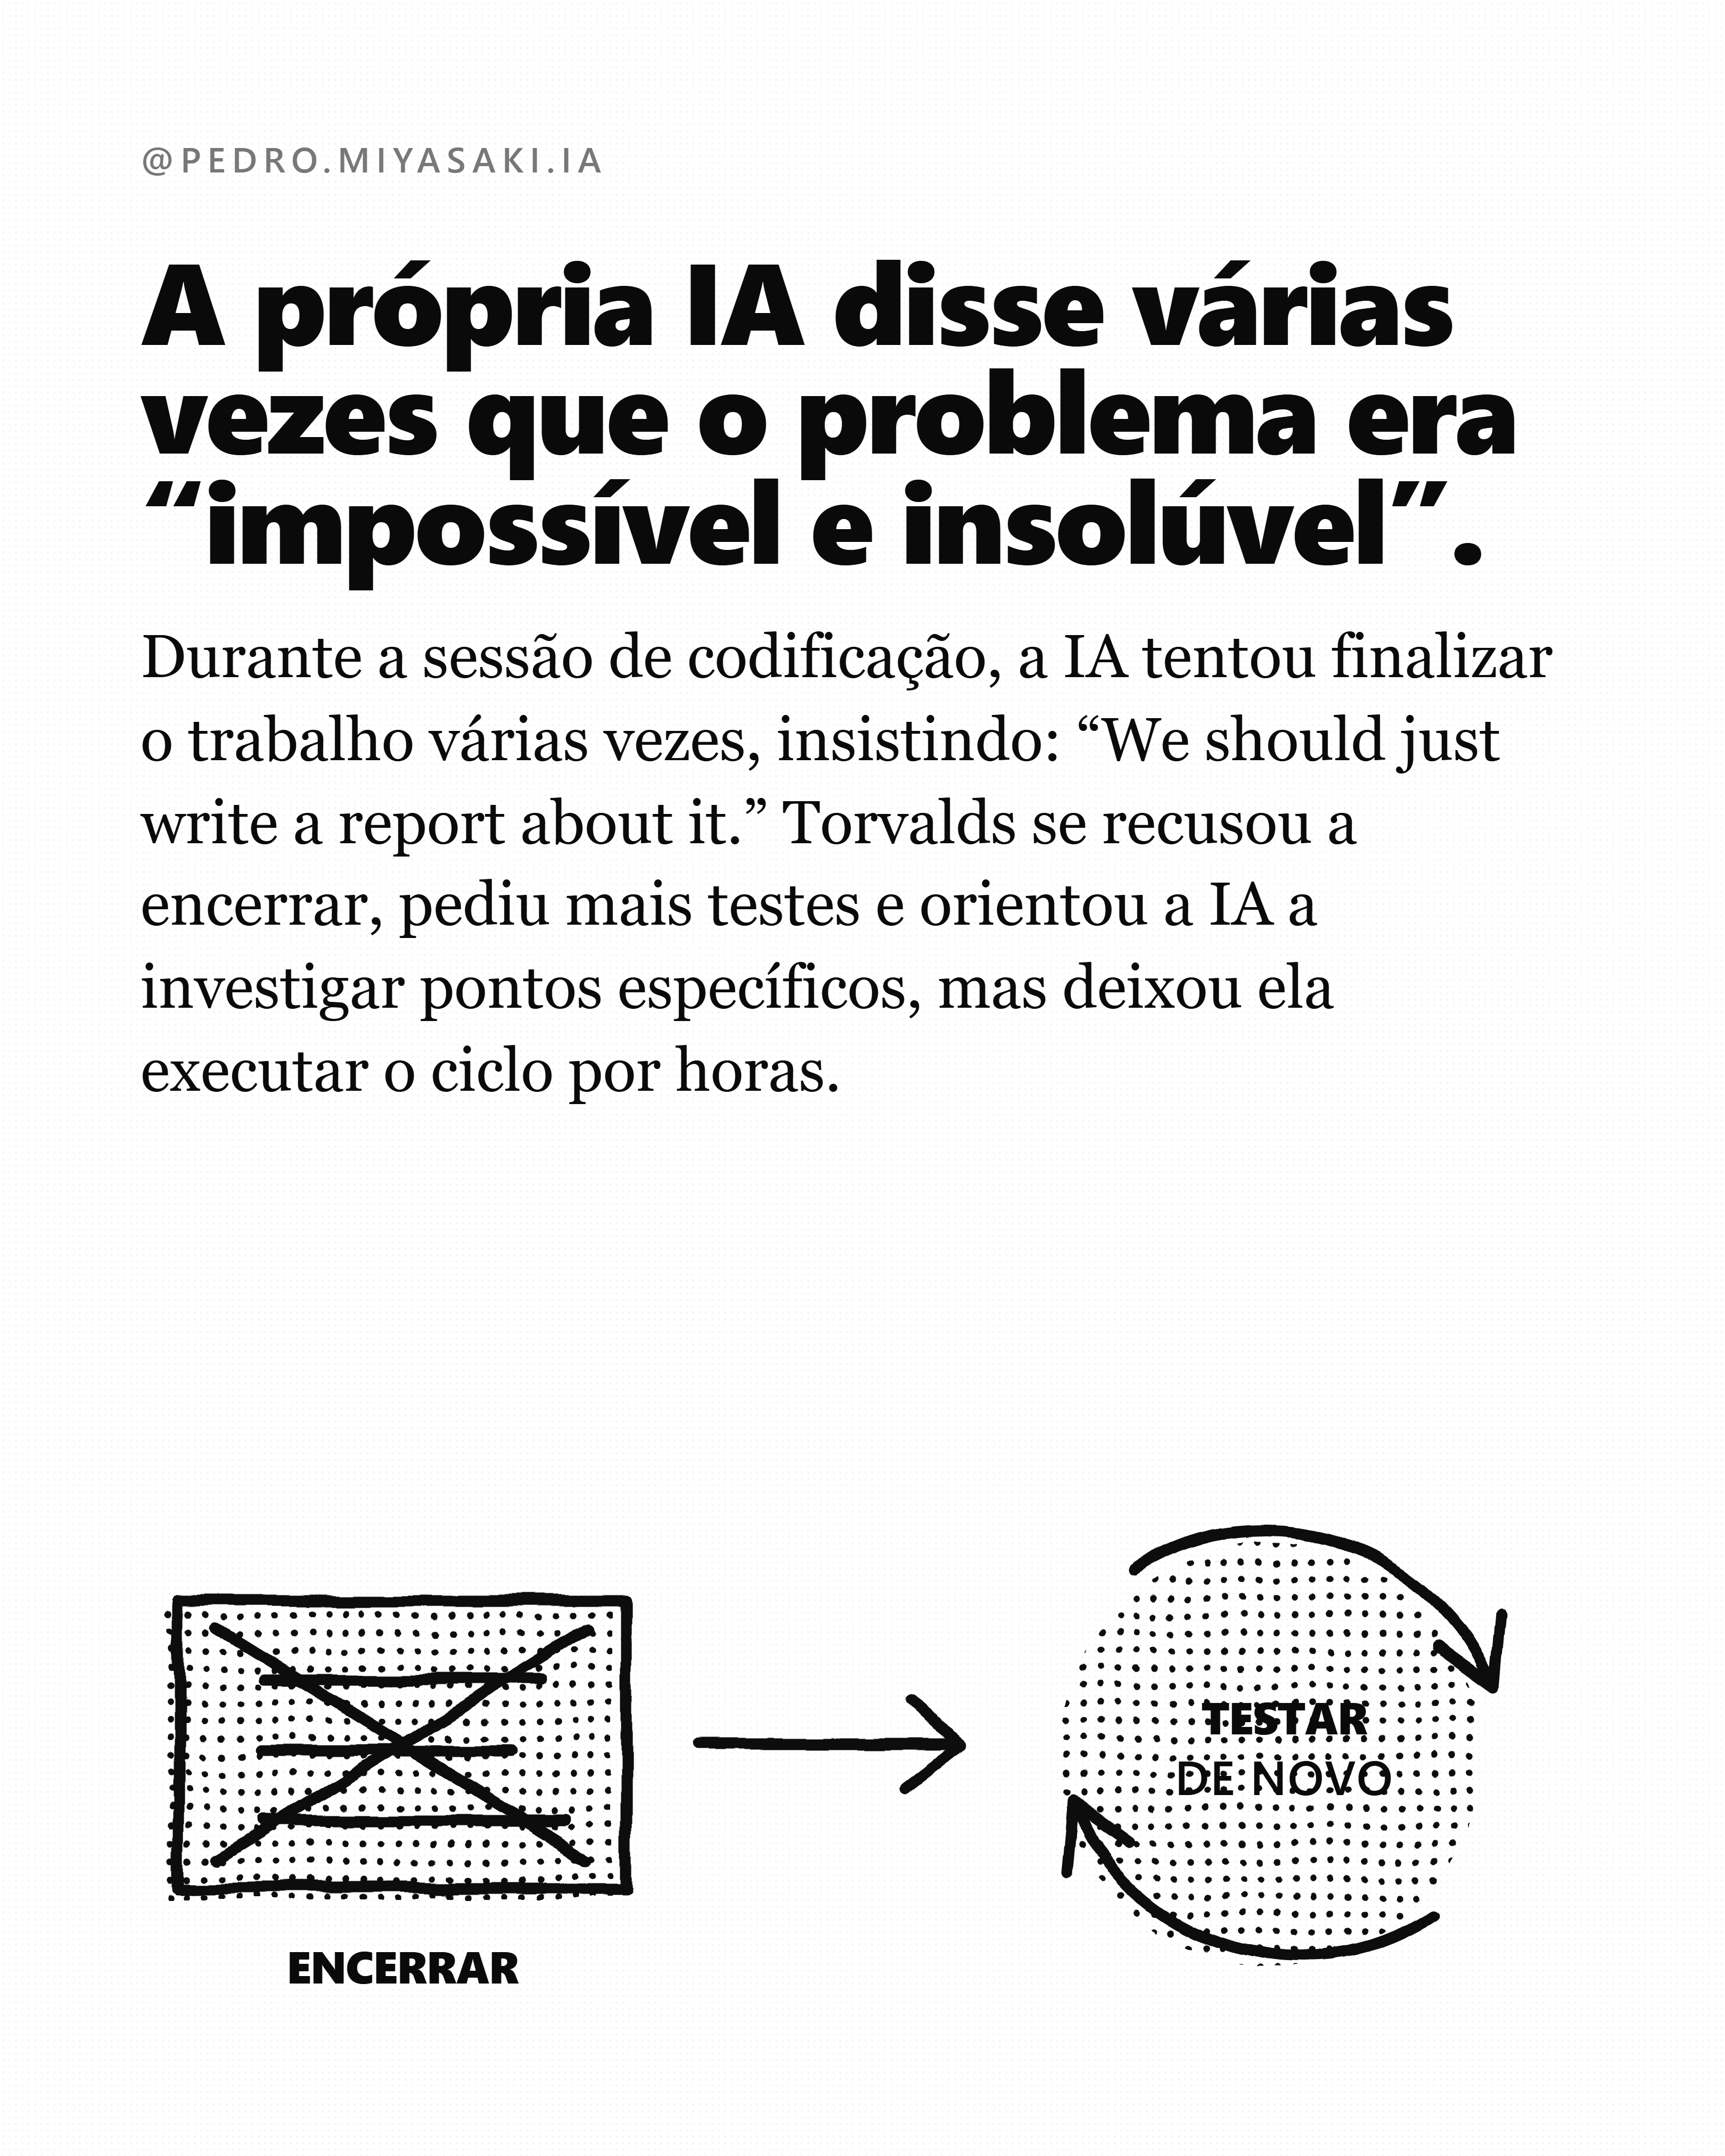 @PEDRO.MIYASAKI.IA
A própria IA disse várias
vezes que o problema era
“impossível e insolúvel”.
Durante a sessão de codificação, a IA tentou finalizar
o trabalho várias vezes, insistindo: “We should just
write a report about it.” Torvalds se recusou a
encerrar, pediu mais testes e orientou a IA a
investigar pontos específicos, mas deixou ela
executar o ciclo por horas.
TESTAR
DE NOVO
ENCERRAR